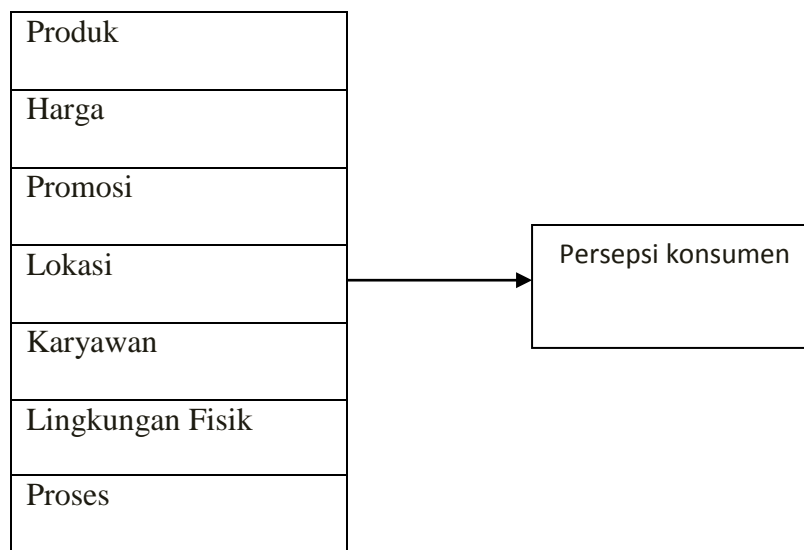 Produk
Harga
Promosi
Lokasi
Persepsi konsumen
Karyawan
Lingkungan Fisik
Proses